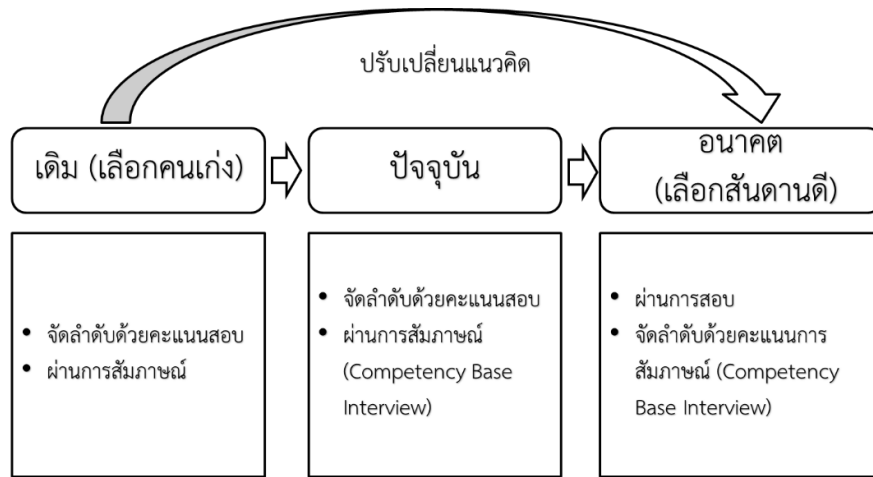 ปรับเปลี่ยนแนวคิด
เดิม (เลือกคนเก่ง)
ปัจจุบัน
อนาคต
(เลือกสันดานดี)
• จัดลำดับด้วยคะแนนสอบ
• ผ่านการสัมภาษณ์
• จัดลำดับด้วยคะแนนสอบ
• ผ่านการสัมภาษณ์
(Competency Base
Interview)
• ผ่านการสอบ
• จัดลำดับด้วยคะแนนการ
สัมภาษณ์ (Competency
Base Interview)